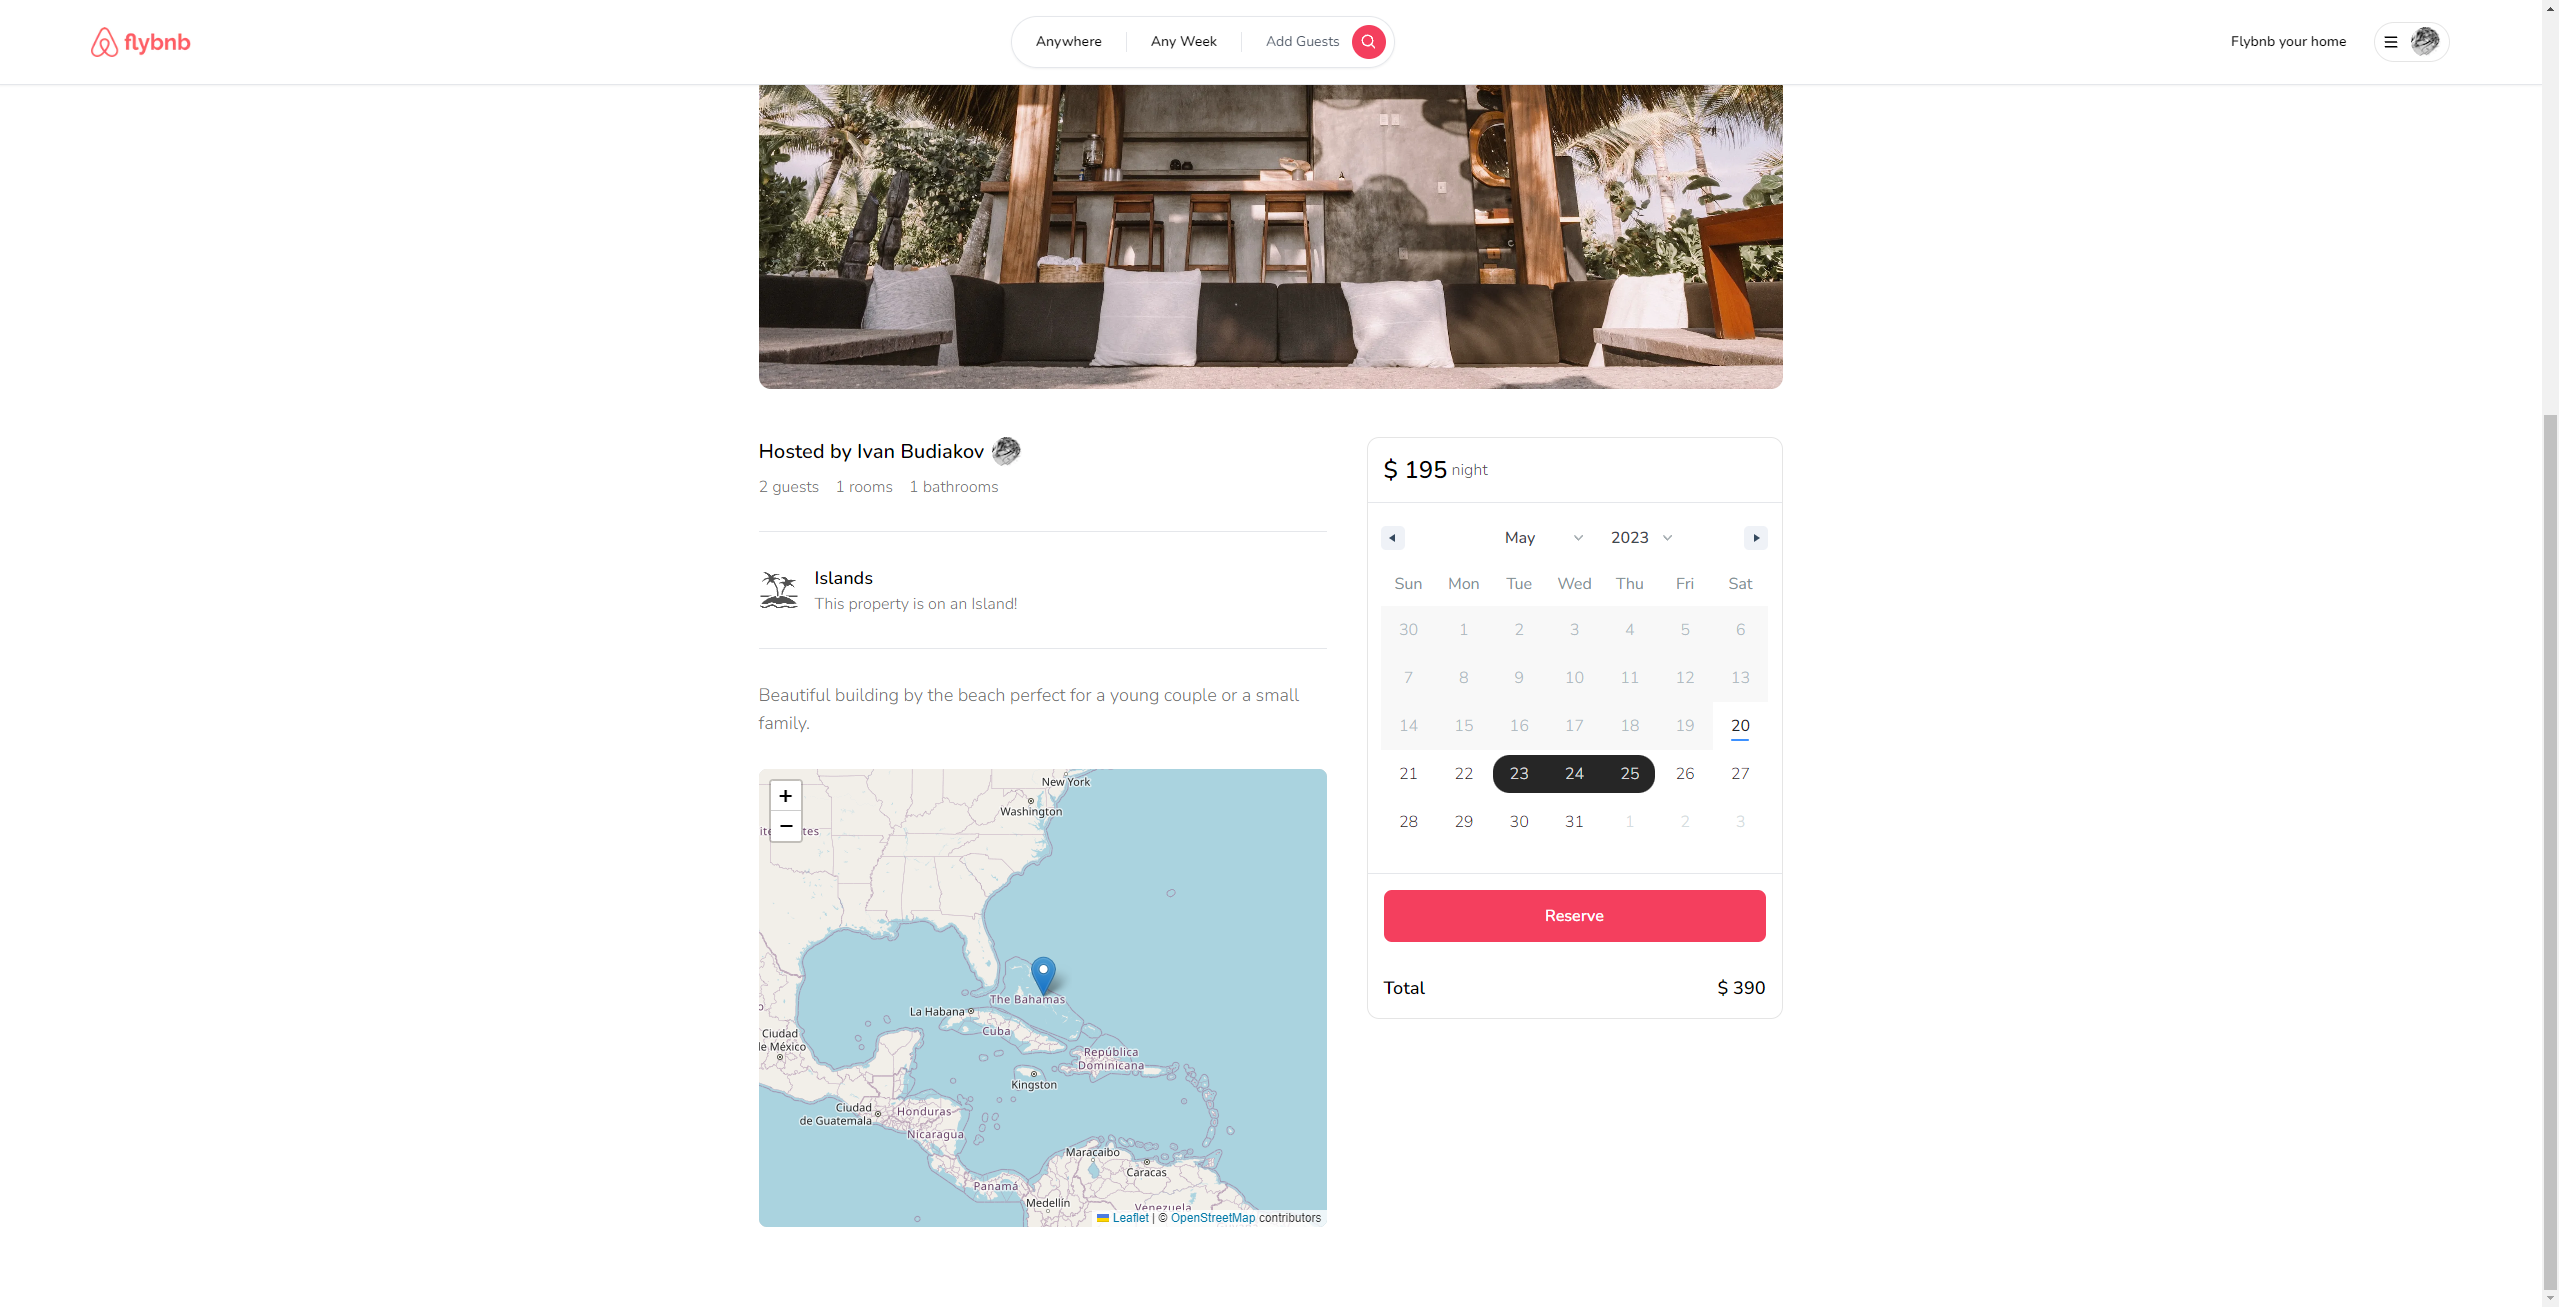 flybnb
Anywhere Any Week Add Guests
Flybnb your home
Hosted by Ivan Budiakov
2 guests 1 rooms 1 bathrooms
Islands
This property is on an Island!
Beautiful building by the beach perfect for a young couple or a small
family.
+
−
New York
Washington
The Bahamas
La Habana
Cuba
Ciudad
de México
República
Dominicana
Kingston
Ciudad
de Guatemala
Honduras
Nicaragua
Maracaibo
Caracas
Panamá
Medellín
Venezuela
Leaflet | © OpenStreetMap contributors
$ 195 night
May 2023
Sun Mon Tue Wed Thu Fri Sat
30 1 2 3 4 5 6
7 8 9 10 11 12 13
14 15 16 17 18 19 20
21 22 23 24 25 26 27
28 29 30 31 1 2 3
Reserve
Total $ 390